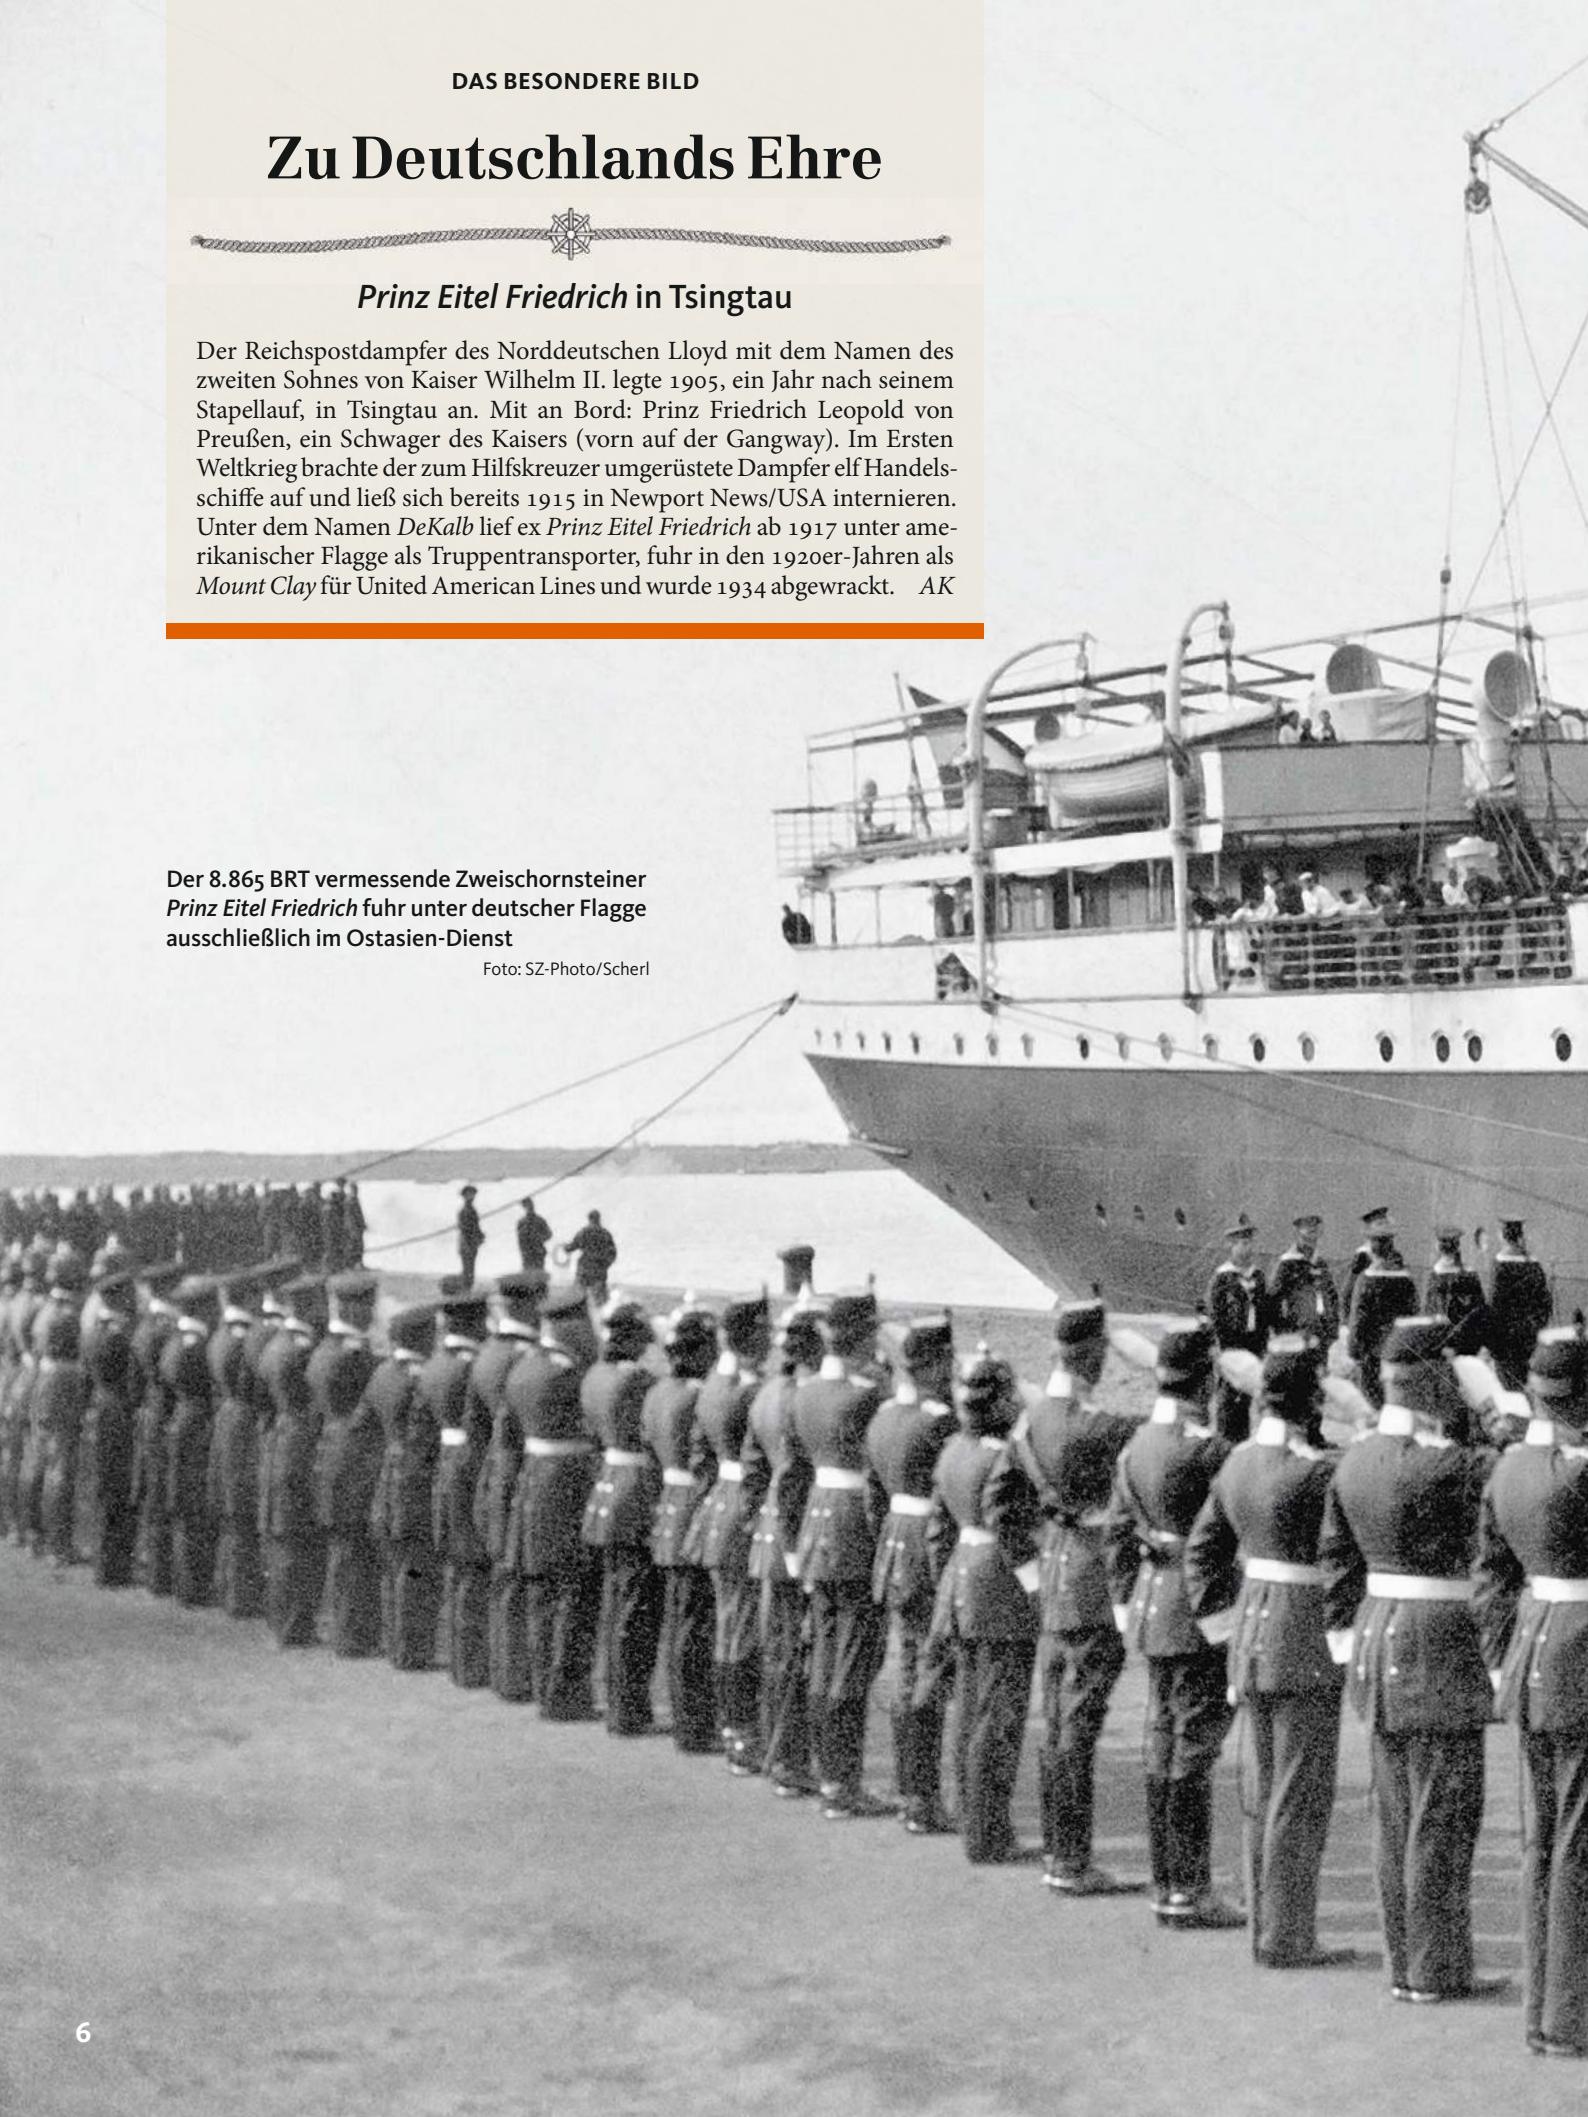 DAS BESONDERE BILD
Zu Deutschlands Ehre
Prinz Eitel Friedrich in Tsingtau
Der Reichspostdampfer des Norddeutschen Lloyd mit dem Namen des
zweiten Sohnes von Kaiser Wilhelm II. legte 1905, ein Jahr nach seinem
Stapellauf, in Tsingtau an. Mit an Bord: Prinz Friedrich Leopold von
Preußen, ein Schwager des Kaisers (vorn auf der Gangway). Im Ersten
Weltkrieg brachte der zum Hilfskreuzer umgerüstete Dampfer elf Handels-
schiffe auf und ließ sich bereits 1915 in Newport News/USA internieren.
Unter dem Namen DeKalb lief ex Prinz Eitel Friedrich ab 1917 unter ame-
rikanischer Flagge als Truppentransporter, fuhr in den 1920er-Jahren als
Mount Clay für United American Lines und wurde 1934 abgewrackt. AK
Der 8.865 BRT vermessende Zweischornsteiner
Prinz Eitel Friedrich fuhr unter deutscher Flagge
ausschließlich im Ostasien-Dienst
Foto: SZ-Photo/Scherl
6